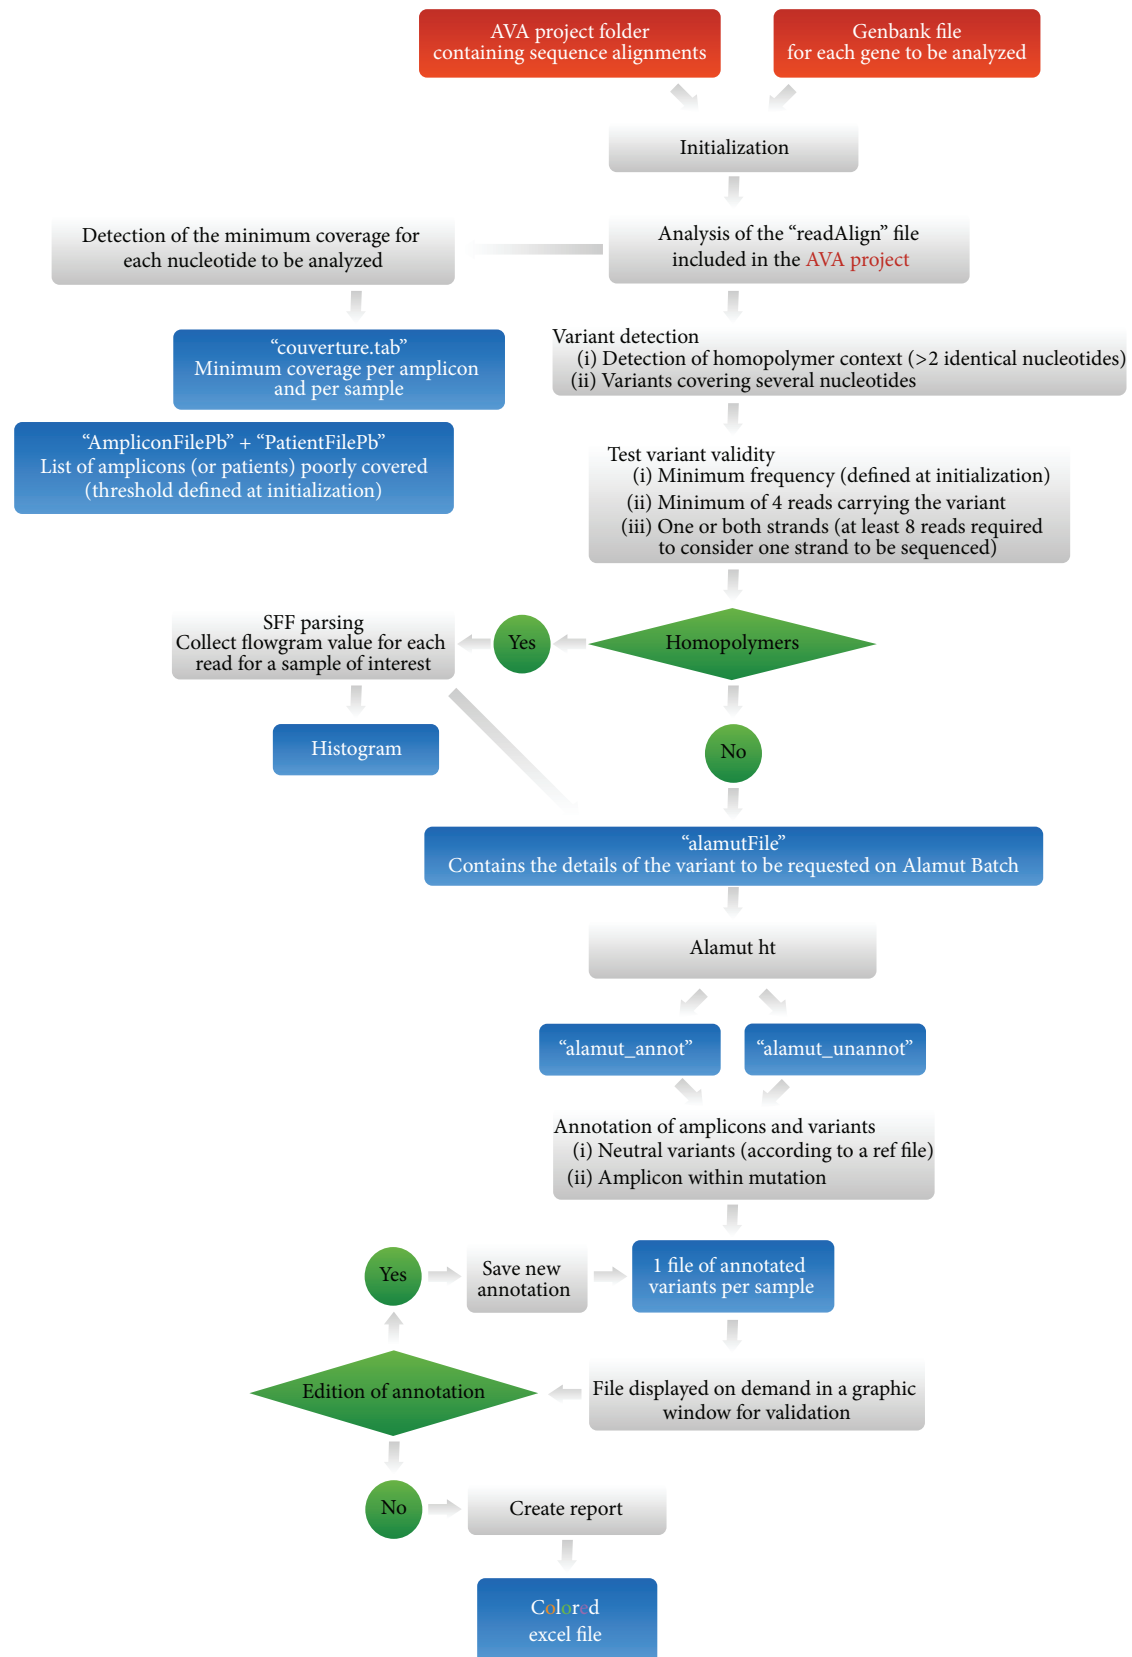 AVA project folder
containing sequence alignments
Genbank file
for each gene to be analyzed
Initialization
Detection of the minimum coverage for
each nucleotide to be analyzed
Analysis of the “readAlign” file
included in the AVA project
“couverture.tab”
Minimum coverage per amplicon
and per sample
Variant detection
(i) Detection of homopolymer context (>2 identical nucleotides)
(ii) Variants covering several nucleotides
“AmpliconFilePb” + “PatientFilePb”
List of amplicons (or patients) poorly covered
(threshold defined at initialization)
Test variant validity
(i) Minimum frequency (defined at initialization)
(ii) Minimum of 4 reads carrying the variant
(iii) One or both strands (at least 8 reads required
to consider one strand to be sequenced)
SFF parsing
Collect flowgram value for each
read for a sample of interest
Yes
Homopolymers
Histogram
No
“alamutFile”
Contains the details of the variant to be requested on Alamut Batch
Alamut ht
“alamut_annot”
“alamut_unannot”
Annotation of amplicons and variants
(i) Neutral variants (according to a ref file)
(ii) Amplicon within mutation
Yes
Save new
annotation
1 file of annotated
variants per sample
Edition of annotation
File displayed on demand in a graphic
window for validation
No
Create report
Colored
excel file